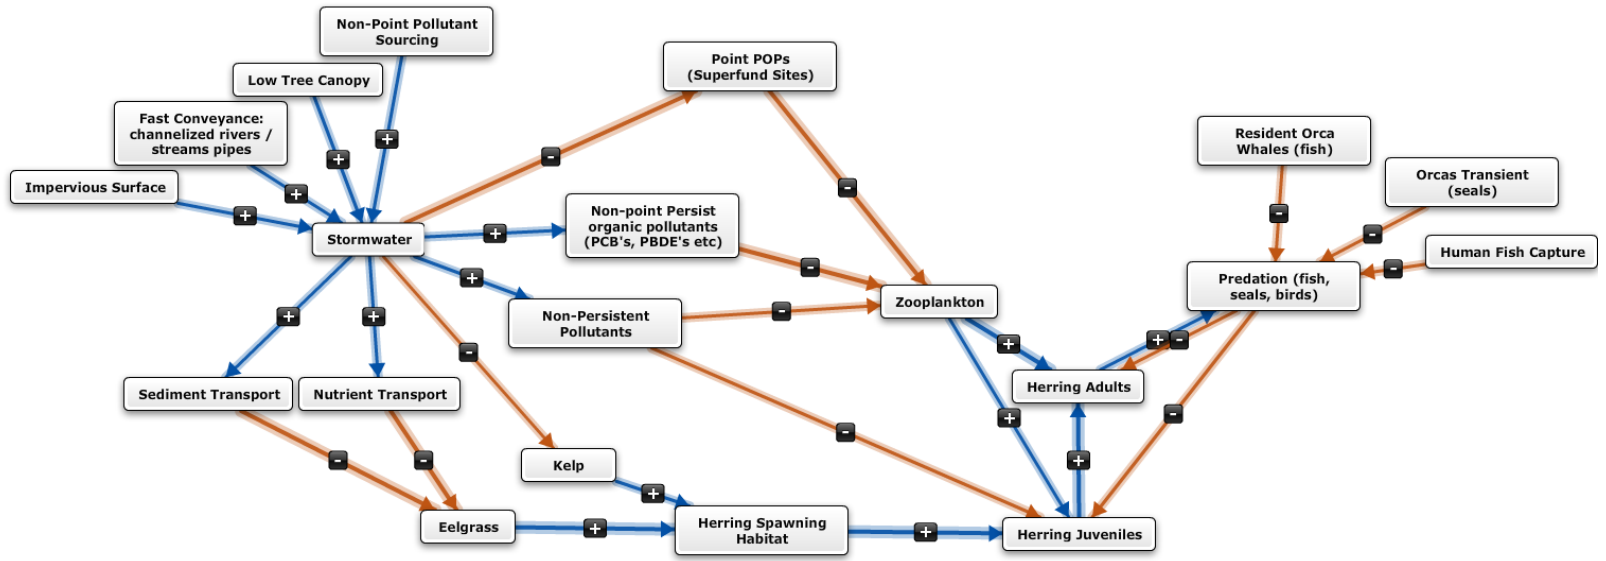 Non-Point Pollutant
Sourcing
Low Tree Canopy
Fast Conveyance:
channelized rivers /
streams pipes
Impervious Surface
Stormwater
Point POPs
(Superfund Sites)
Non-point Persist
organic pollutants
(PCB's, PBDE's etc)
Non-Persistent
Pollutants
Zooplankton
Resident Orca
Whales (fish)
Orcas Transient
(seals)
Human Fish Capture
Predation (fish,
seals, birds)
Herring Adults
Sediment Transport
Nutrient Transport
Kelp
Eelgrass
Herring Spawning
Habitat
Herring Juveniles